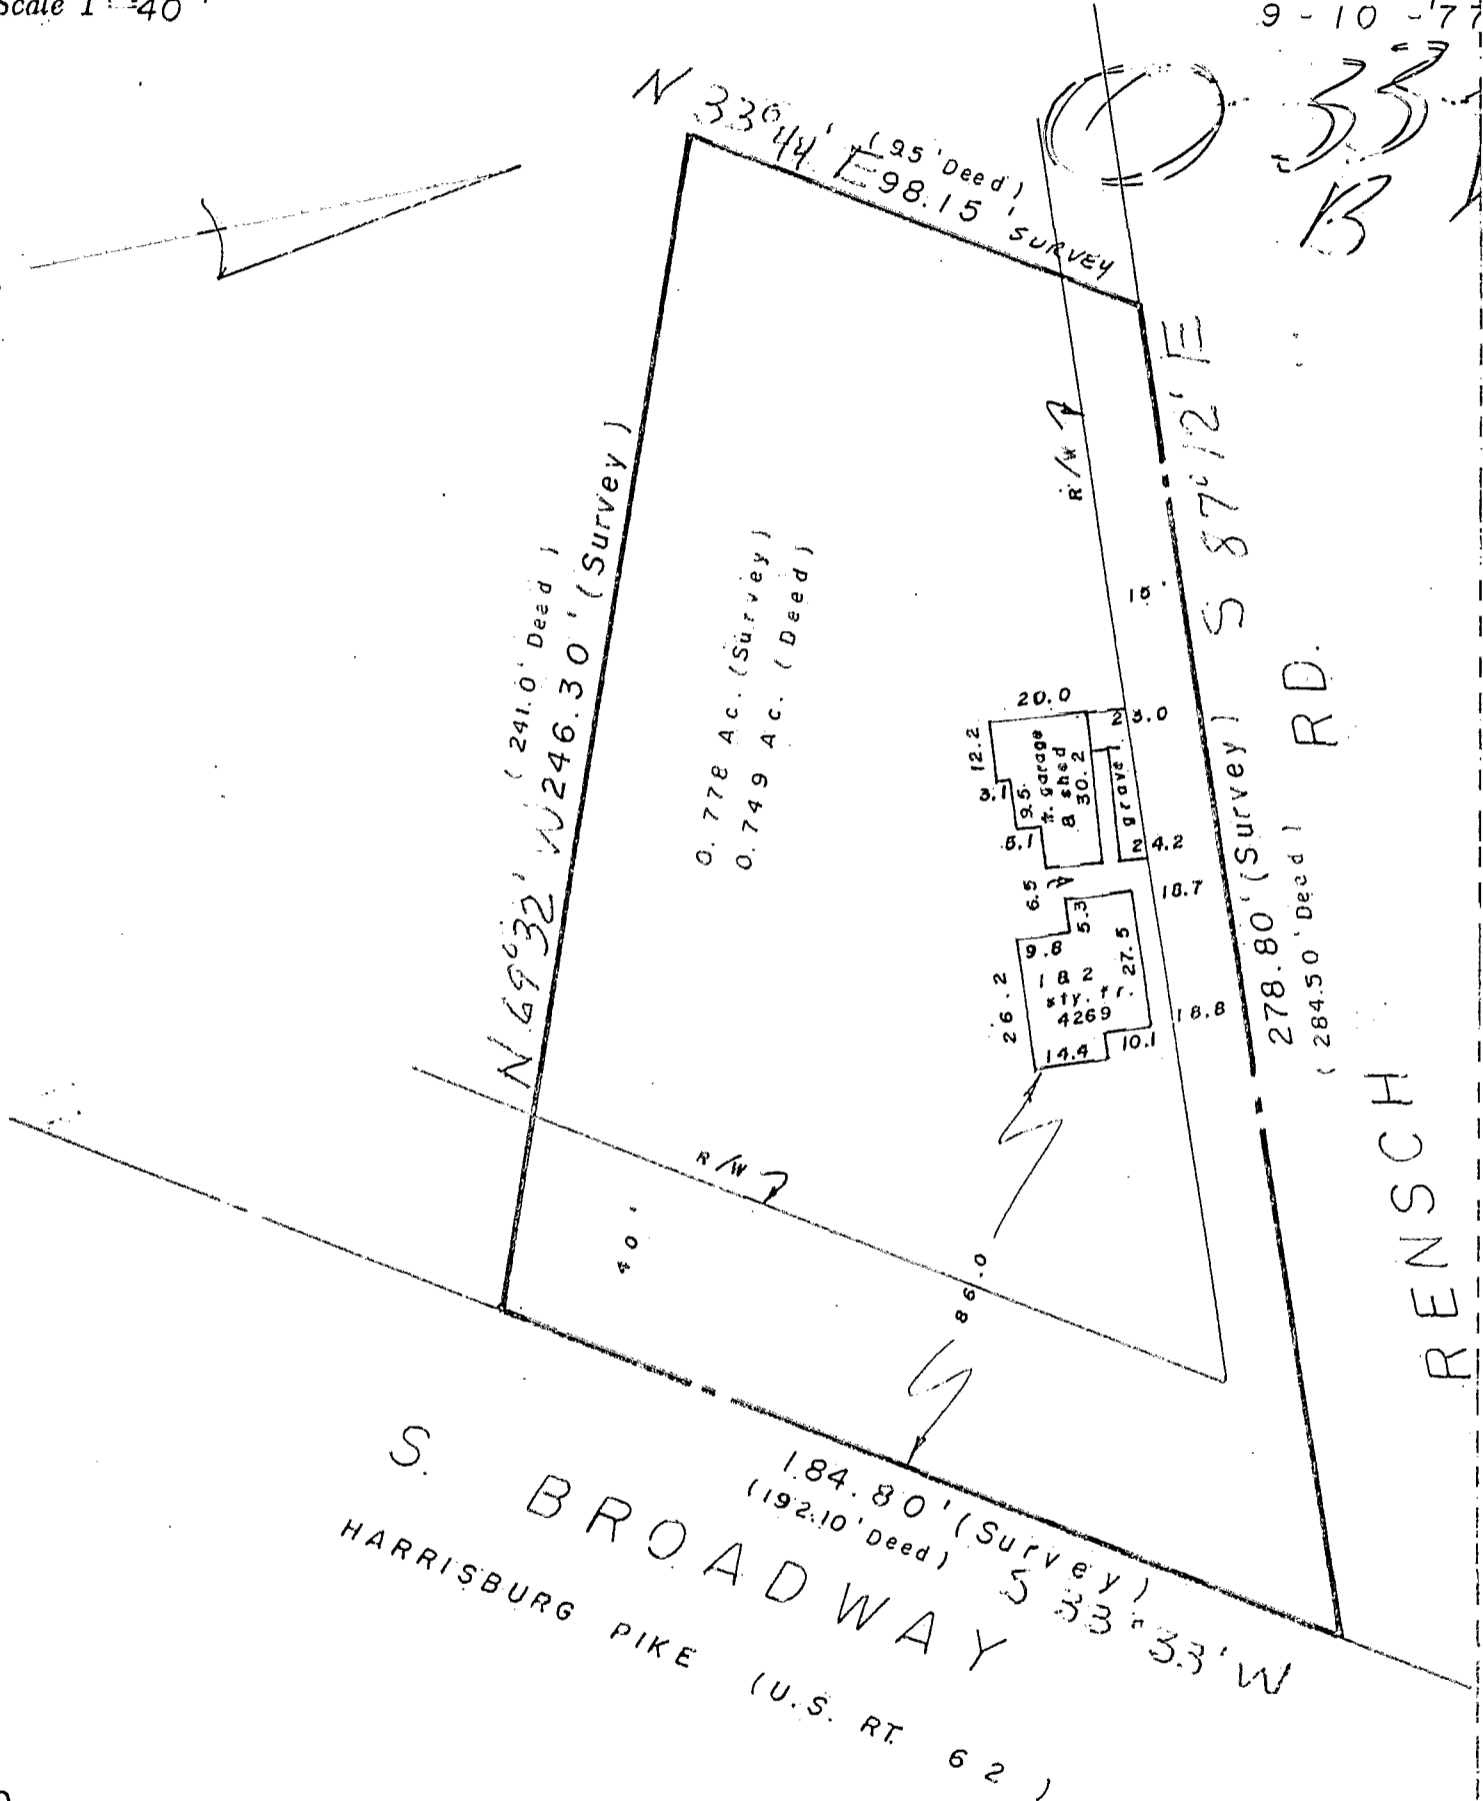 Scale 1"=40'
9-10-77
33
B
N 33°44' E
(95' Deed)
98.15' SURVEY
S 87°12' E
278.80' (Survey)
(284.50' Deed)
RENSCH RD.
R/W
(241.0' Deed)
N 69°32' W 246.30' (Survey)
0.778 Ac. (Survey)
0.749 Ac. (Deed)
20.0
12.2
3.1
9.5
5.1
fr. garage
& shed
30.2
gravel
2
3.0
2
4.2
6.5
5.3
18.7
9.8
26.2
1 & 2
sty. fr.
4269
27.5
14.4
10.1
18.8
R/W
40'
86.0
184.80' (Survey)
(192.10' Deed)
S 33°33' W
S. BROADWAY
HARRISBURG PIKE (U.S. RT. 62)